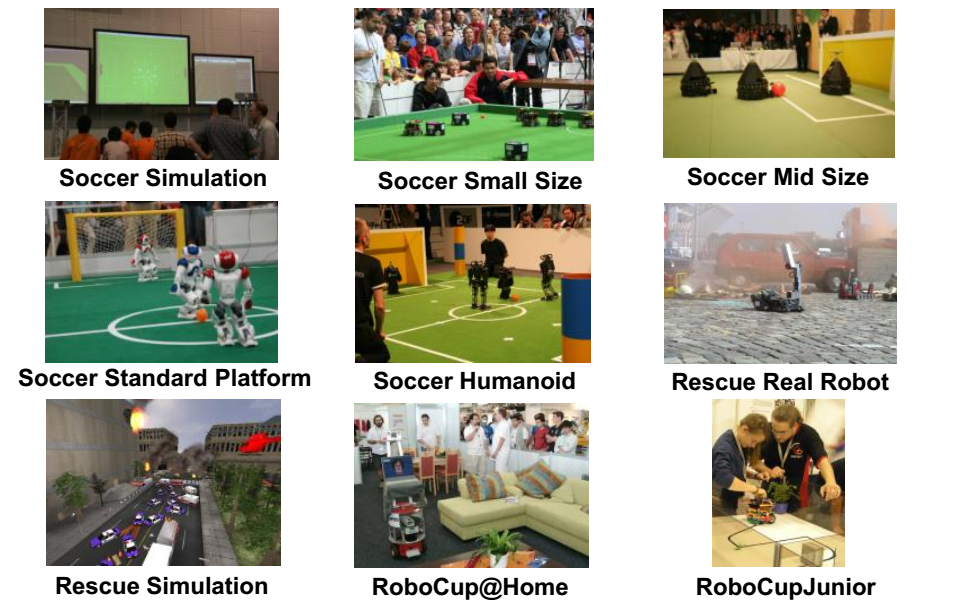 Soccer Simulation
Soccer Small Size
Soccer Mid Size
Soccer Standard Platform
Soccer Humanoid
Rescue Real Robot
Rescue Simulation
RoboCup@Home
RoboCupJunior